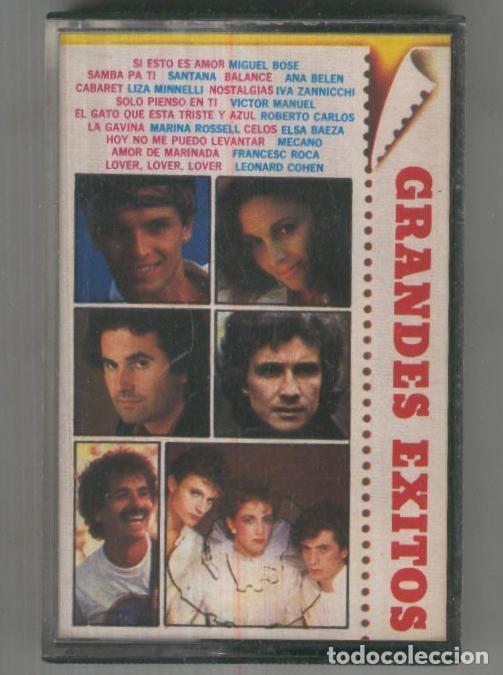 SI ESTO ES AMOR MIGUEL BOSE
SAMBA PA TI SANTANA BALANCE ANA BELEN
CABARET LIZA MINNELLI NOSTALGIAS IVA ZANNICCHI
SOLO PIENSO EN TI VICTOR MANUEL
EL GATO QUE ESTA TRISTE Y AZUL ROBERTO CARLOS
LA GAVINA MARINA ROSSELL CELOS ELSA BAEZA
HOY NO ME PUEDO LEVANTAR MECANO
AMOR DE MARINADA FRANCESC ROCA
LOVER, LOVER, LOVER LEONARD COHEN
GRANDES EXITOS
todocoleccion
todocoleccion.net